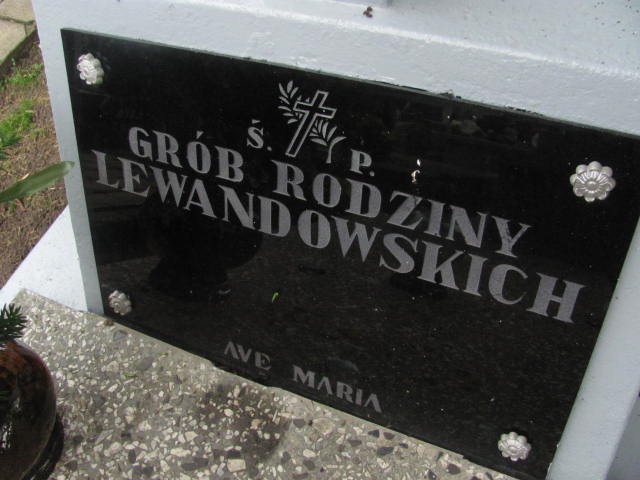 Ś. P.
GRÓB RODZINY
LEWANDOWSKICH
AVE MARIA